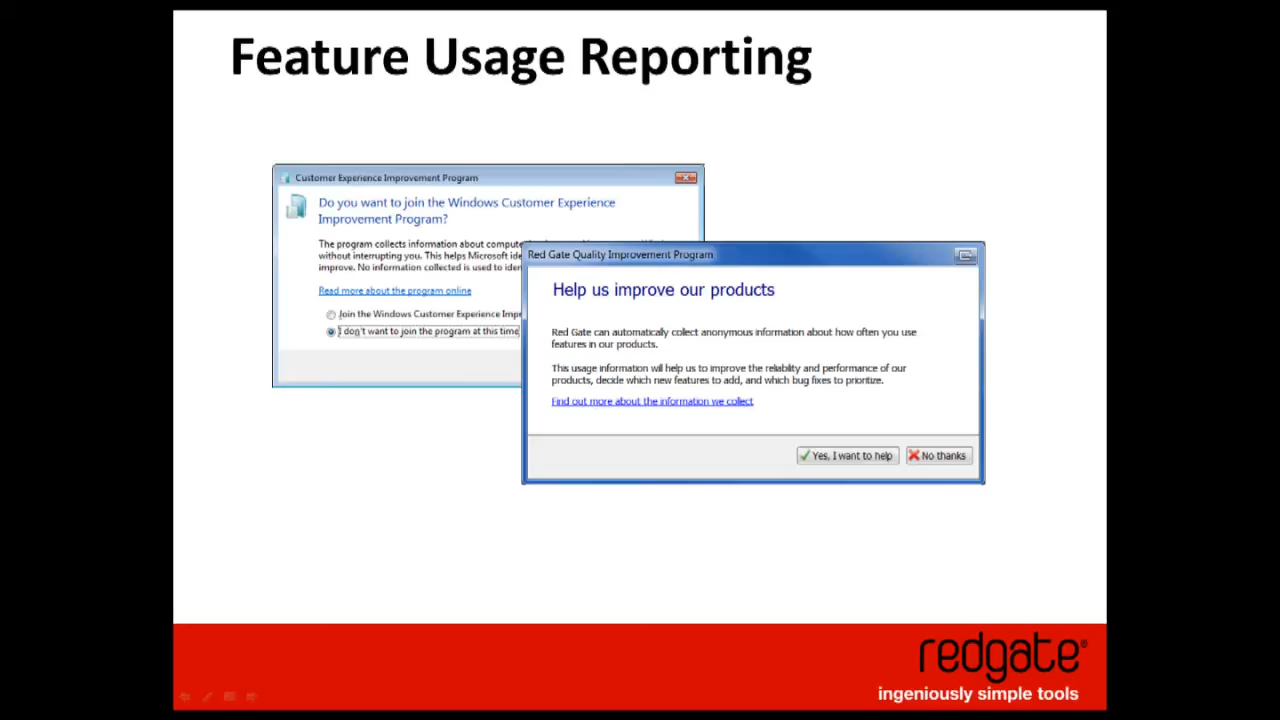 Feature Usage Reporting
Customer Experience Improvement Program
Do you want to join the Windows Customer Experience
Improvement Program?
The program collects information about
without interrupting you. This helps Microsoft
improve. No information collected is used to
Read more about the program online
Join the Windows Customer Experience
I don't want to join the program at this time
Red Gate Quality Improvement Program
Help us improve our products
Red Gate can automatically collect anonymous information about how often you use
features in our products.
This usage information will help us to improve the reliability and performance of our
products, decide which new features to add, and which bug fixes to prioritize.
Find out more about the information we collect
Yes, I want to help
No thanks
redgate®
ingeniously simple tools